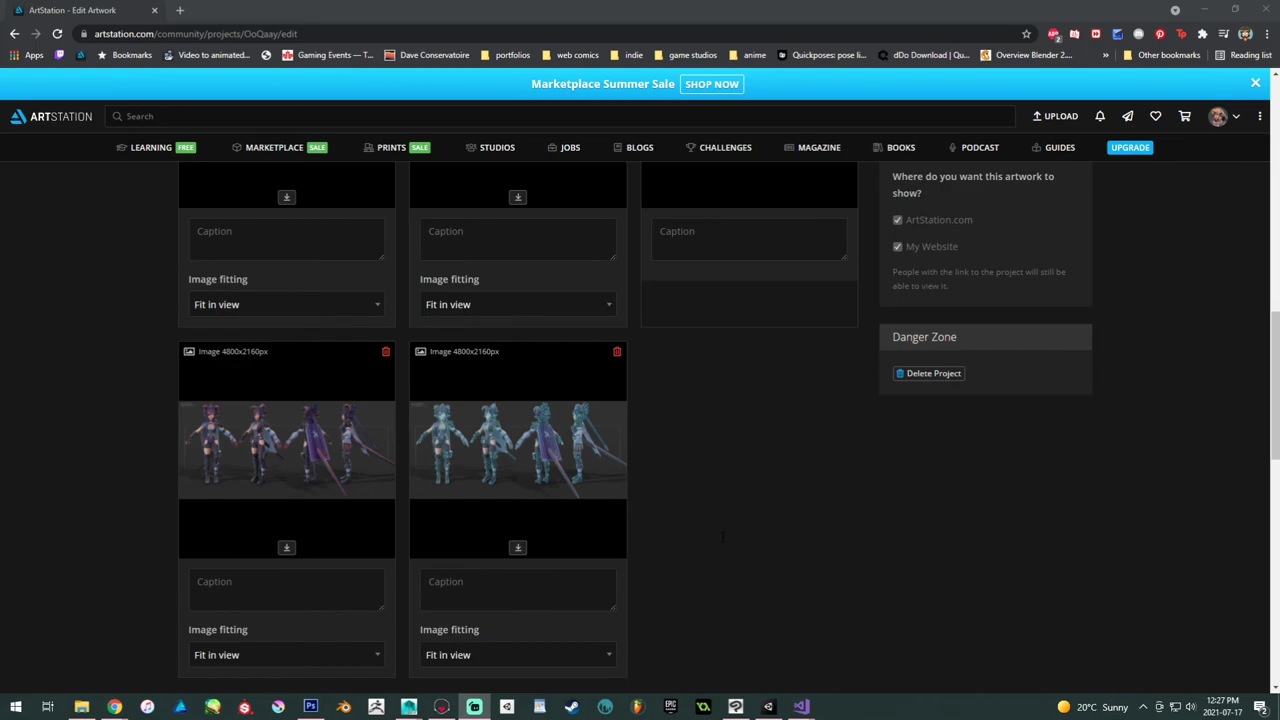 ArtStation - Edit Artwork
artstation.com/community/projects/OoQaay/edit
Apps
Bookmarks
Video to animated...
Gaming Events — T...
Dave Conservatoire
portfolios
web comics
indie
game studios
anime
Quickposes: pose li...
dDo Download | Qu...
Overview Blender 2....
»
Other bookmarks
Reading list
Marketplace Summer Sale
SHOP NOW
ARTSTATION
Search
UPLOAD
LEARNING FREE
MARKETPLACE SALE
PRINTS SALE
STUDIOS
JOBS
BLOGS
CHALLENGES
MAGAZINE
BOOKS
PODCAST
GUIDES
UPGRADE
Where do you want this artwork to
show?
ArtStation.com
My Website
People with the link to the project will still be
able to view it.
Caption
Caption
Caption
Image fitting
Image fitting
Fit in view
Fit in view
Danger Zone
Delete Project
Image 4800x2160px
Image 4800x2160px
Caption
Caption
Image fitting
Image fitting
Fit in view
Fit in view
20°C Sunny
12:27 PM
2021-07-17